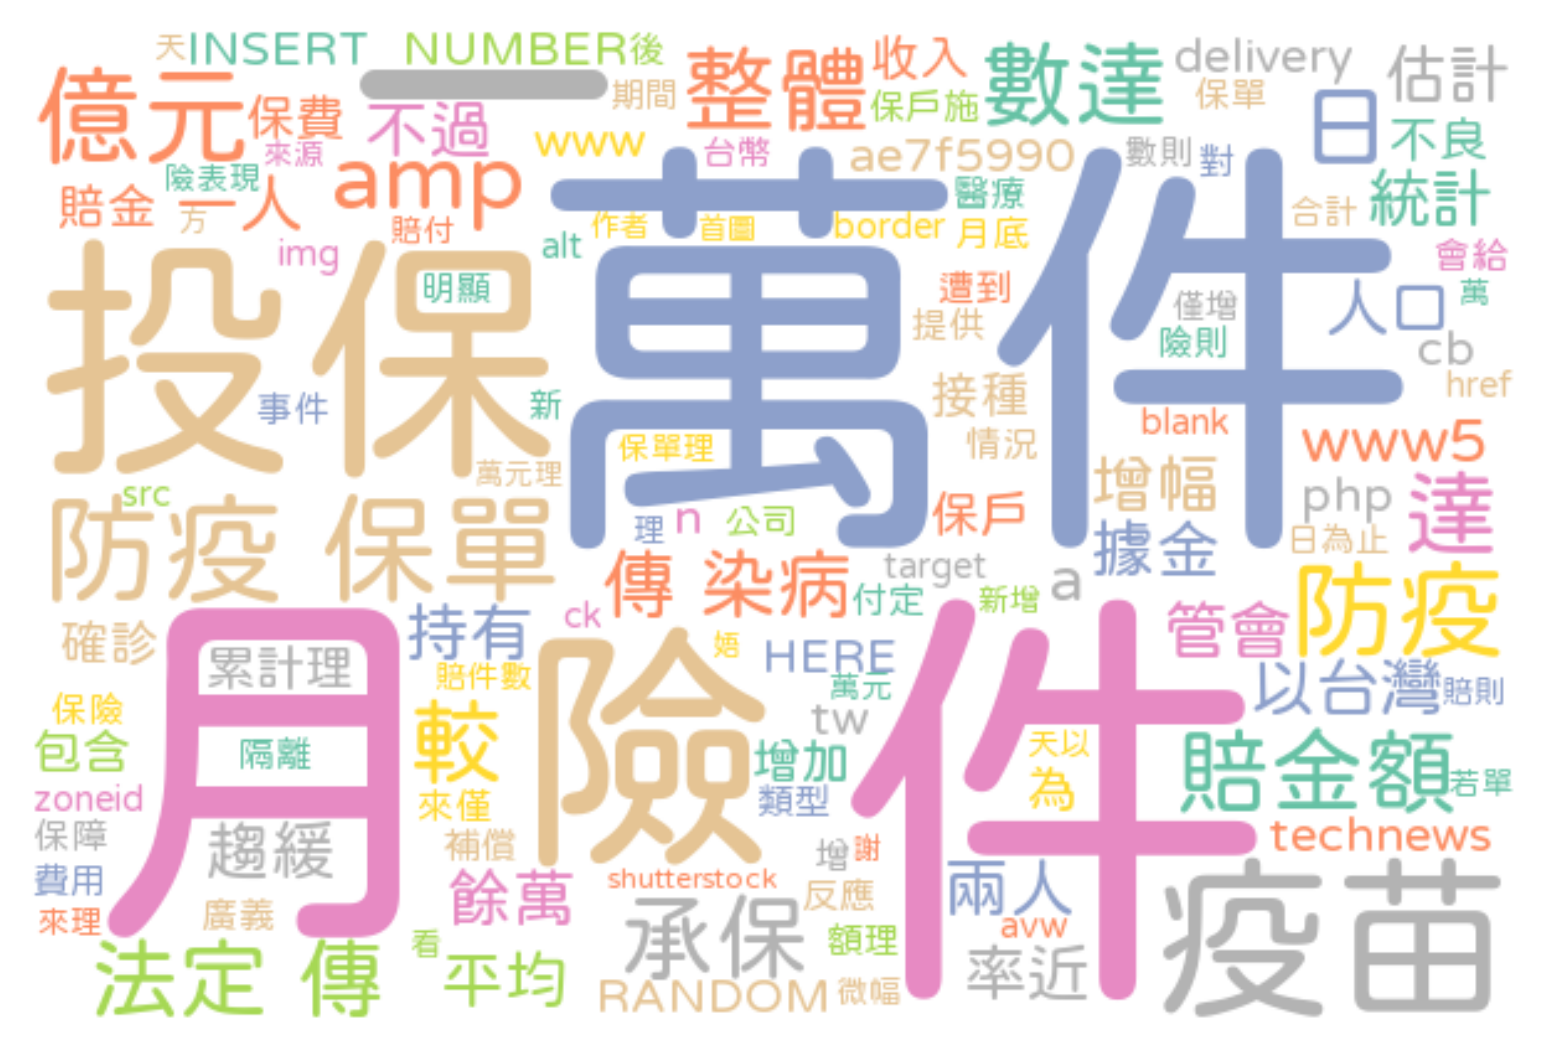 天
INSERT
NUMBER
後
億元
保費
不過
期間
整體
收入
保戶施
數達
delivery
保單
估計
日
不良
來源
www
台幣
ae7f5990
數則
對
險表現
amp
賠金
一人
方
賠付
醫療
統計
合計
作者
首圖
border
月底
img
alt
會給
投保
明顯
萬件
遭到
提供
僅增
險則
人口
萬
cb
href
事件
新
接種
blank
保單理
情況
www5
萬元理
src
增幅
php
達
防疫 保單
理
n
公司
保戶
據金
日為止
傳 染病
target
付定
新增
a
防疫
確診
月
累計理
持有
ck
險
婼
HERE
件
管會
賠件數
萬元
以台灣
賠則
保險
包含
隔離
較
tw
增加
天以
賠金額
若單
zoneid
來僅
類型
為
保障
趨緩
補償
增
謝
technews
費用
shutterstock
兩人
疫苗
來理
廣義
餘萬
承保
反應
avw
法定 傳
看
平均
額理
率近
RANDOM
微幅